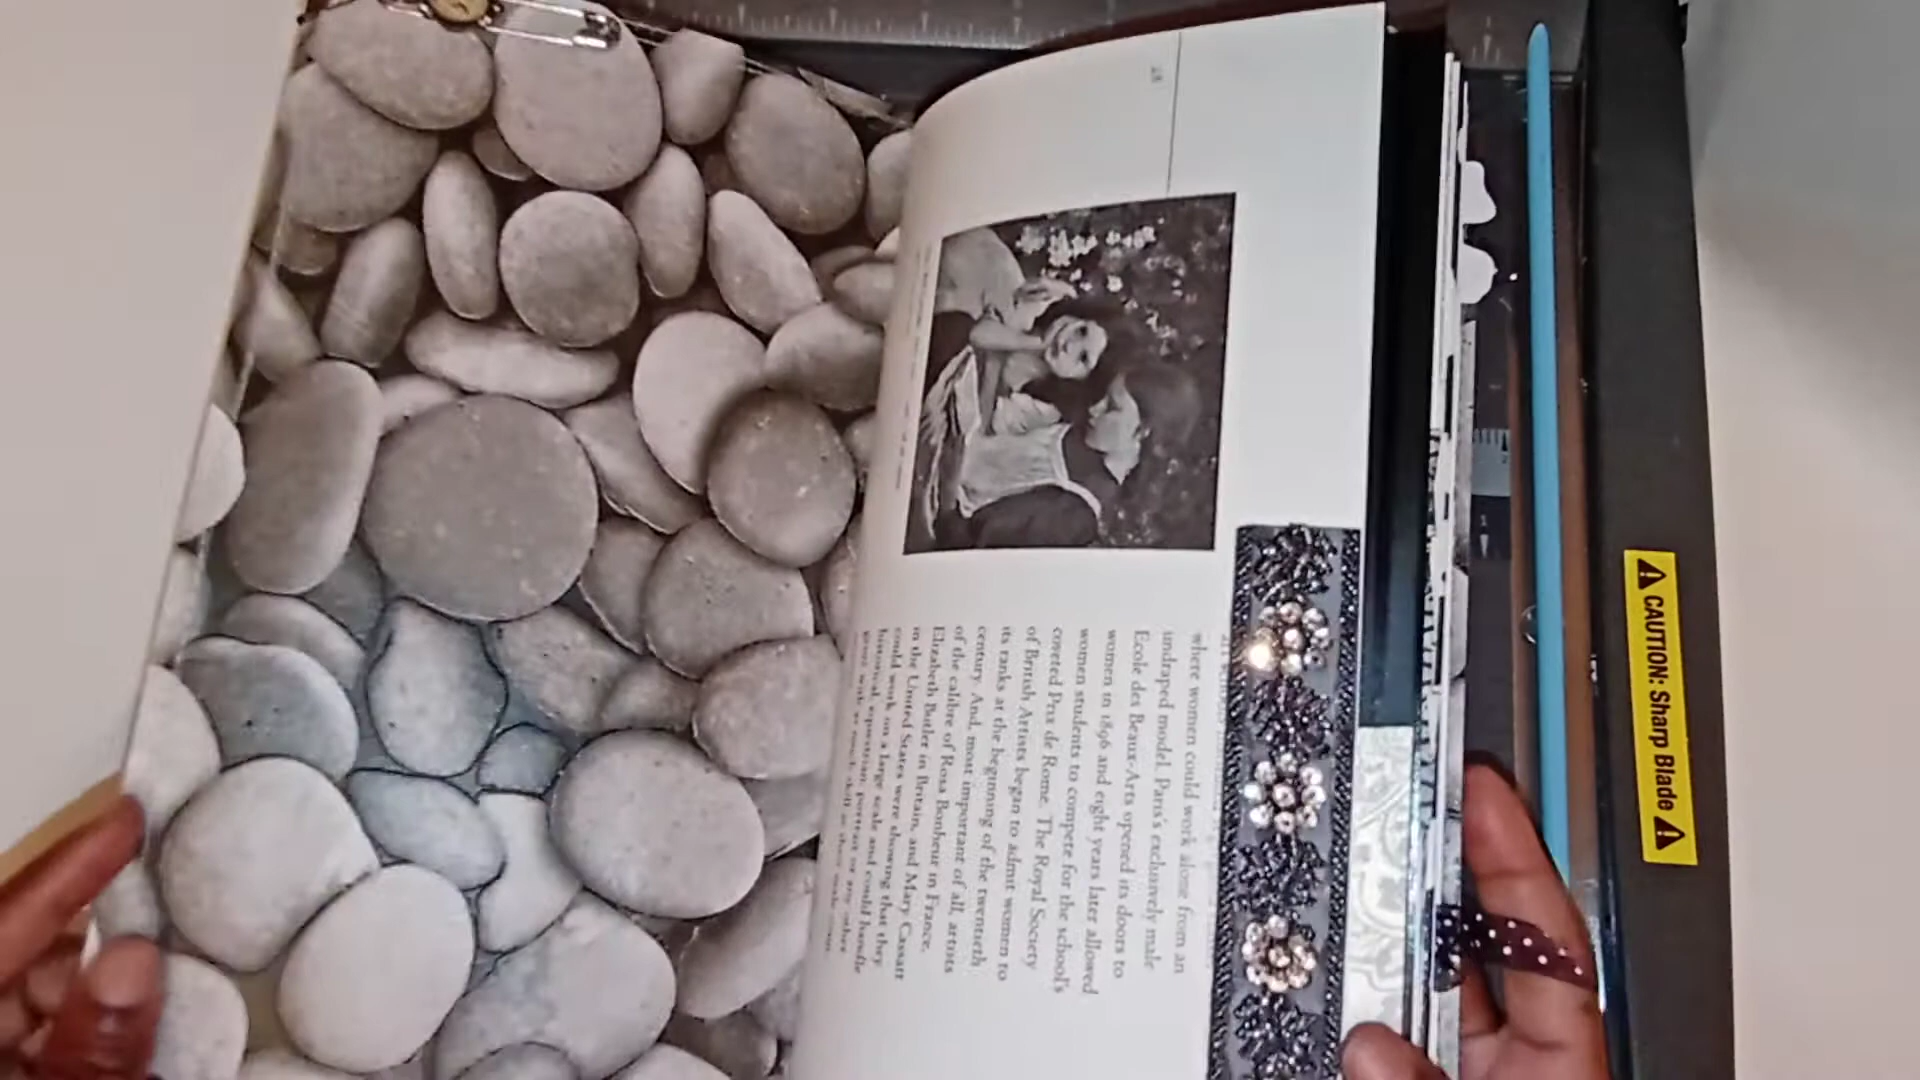 48
where women could work alone from an
undraped model. Paris's exclusively male
Ecole des Beaux-Arts opened its doors to
women in 1896 and eight years later allowed
women students to compete for the school's
coveted Prix de Rome. The Royal Society
of British Artists began to admit women to
its ranks at the beginning of the twentieth
century. And, most important of all, artists
of the calibre of Rosa Bonheur in France,
Elizabeth Butler in Britain, and Mary Cassatt
in the United States were showing that they
could work on a large scale and could handle
historical, equestrian, portrait or any other
CAUTION: Sharp Blade
1